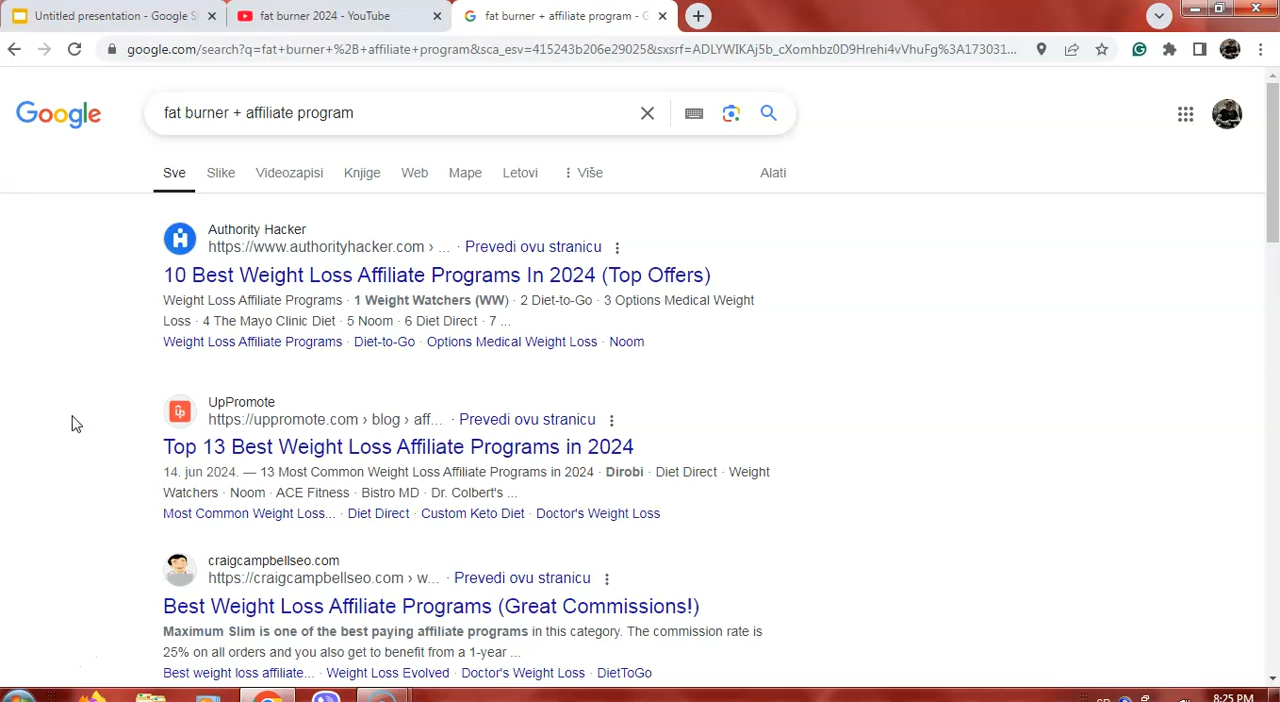 Untitled presentation - Google S
fat burner 2024 - YouTube
fat burner + affiliate program - G
google.com/search?q=fat+burner+%2B+affiliate+program&sca_esv=415243b206e29025&sxsrf=ADLYWIKAj5b_cXomhbz0D9Hrehi4vVhuFg%3A173031...
Google
fat burner + affiliate program
Sve
Slike
Videozapisi
Knjige
Web
Mape
Letovi
Više
Alati
Authority Hacker
https://www.authorityhacker.com › ... · Prevedi ovu stranicu
10 Best Weight Loss Affiliate Programs In 2024 (Top Offers)
Weight Loss Affiliate Programs · 1 Weight Watchers (WW) · 2 Diet-to-Go · 3 Options Medical Weight
Loss · 4 The Mayo Clinic Diet · 5 Noom · 6 Diet Direct · 7 ...
Weight Loss Affiliate Programs · Diet-to-Go · Options Medical Weight Loss · Noom
UpPromote
https://uppromote.com › blog › aff... · Prevedi ovu stranicu
Top 13 Best Weight Loss Affiliate Programs in 2024
14. jun 2024. — 13 Most Common Weight Loss Affiliate Programs in 2024 · Dirobi · Diet Direct · Weight
Watchers · Noom · ACE Fitness · Bistro MD · Dr. Colbert's ...
Most Common Weight Loss... · Diet Direct · Custom Keto Diet · Doctor's Weight Loss
craigcampbellseo.com
https://craigcampbellseo.com › w... · Prevedi ovu stranicu
Best Weight Loss Affiliate Programs (Great Commissions!)
Maximum Slim is one of the best paying affiliate programs in this category. The commission rate is
25% on all orders and you also get to benefit from a 1-year ...
Best weight loss affiliate... · Weight Loss Evolved · Doctor's Weight Loss · DietToGo
8:25 PM